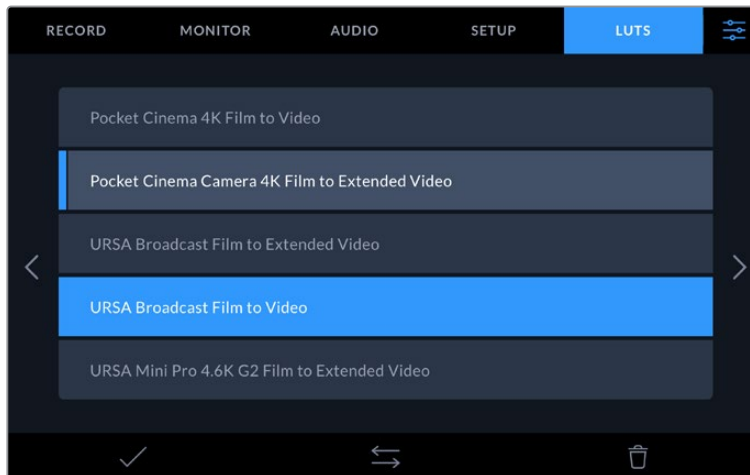 RECORD MONITOR AUDIO SETUP LUTS
Pocket Cinema 4K Film to Video
Pocket Cinema Camera 4K Film to Extended Video
URSA Broadcast Film to Extended Video
URSA Broadcast Film to Video
URSA Mini Pro 4.6K G2 Film to Extended Video